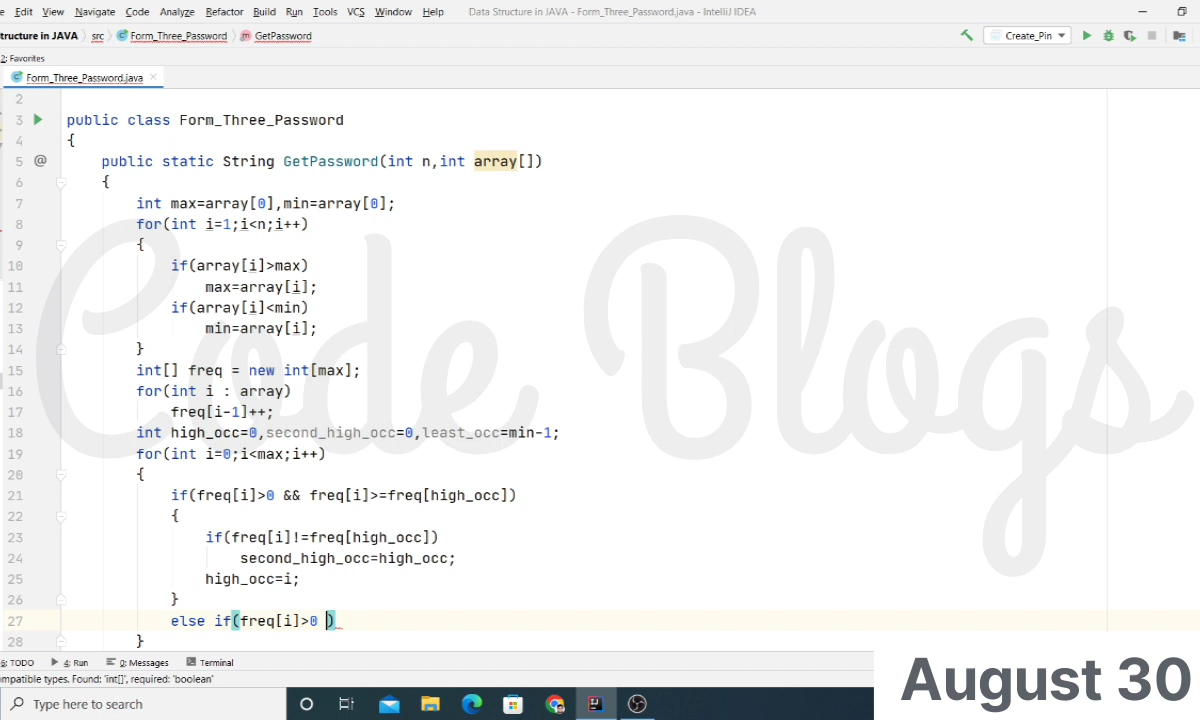 e Edit View Navigate Code Analyze Refactor Build Run Tools VCS Window Help Data Structure in JAVA - Form_Three_Password.java - IntelliJ IDEA
tructure in JAVA src Form_Three_Password GetPassword Create_Pin
2: Favorites
Form_Three_Password.java
2
3 public class Form_Three_Password
4 {
5 @ public static String GetPassword(int n,int array[])
6 {
7 int max=array[0],min=array[0];
8 for(int i=1;i<n;i++)
9 {
10 if(array[i]>max)
11 max=array[i];
12 if(array[i]<min)
13 min=array[i];
14 }
15 int[] freq = new int[max];
16 for(int i : array)
17 freq[i-1]++;
18 int high_occ=0,second_high_occ=0,least_occ=min-1;
19 for(int i=0;i<max;i++)
20 {
21 if(freq[i]>0 && freq[i]>=freq[high_occ])
22 {
23 if(freq[i]!=freq[high_occ])
24 second_high_occ=high_occ;
25 high_occ=i;
26 }
27 else if(freq[i]>0 )
28 }
Code Blogs
6: TODO 4: Run 0: Messages Terminal
ompatible types. Found: 'int[]', required: 'boolean'
Type here to search
August 30